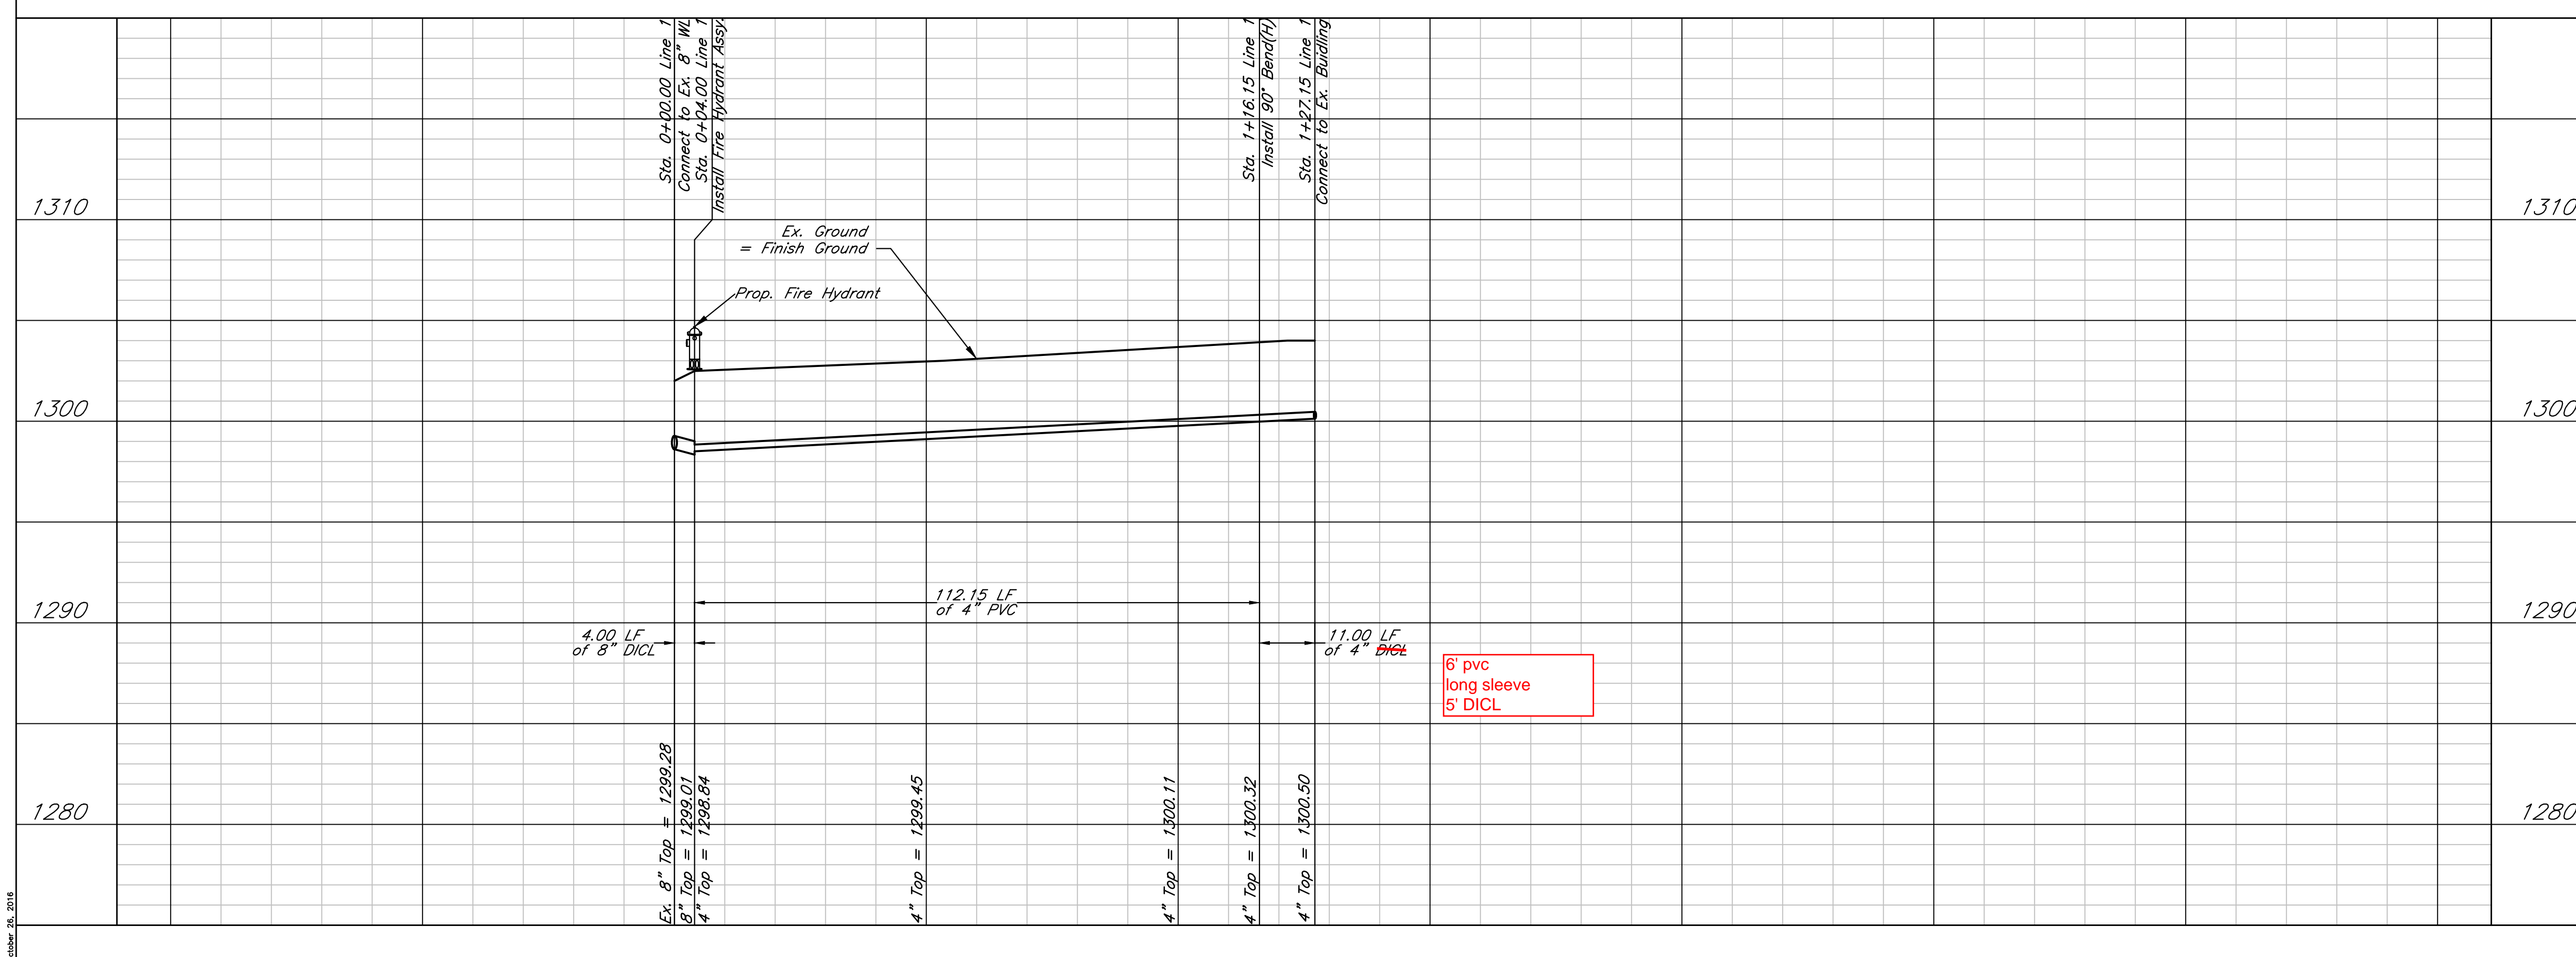 Sta. 0+00.00 Line 1
Connect to Ex. 8" WL
Sta. 0+04.00 Line 1
Install Fire Hydrant Assy.
Sta. 1+16.15 Line 1
Install 90° Bend(H)
Sta. 1+27.15 Line 1
Connect to Ex. Buidling
1310
1310
Ex. Ground
= Finish Ground
Prop. Fire Hydrant
1300
1300
112.15 LF
of 4" PVC
1290
1290
4.00 LF
of 8" DICL
11.00 LF
of 4" DICL
6' pvc
long sleeve
5' DICL
Ex. 8" Top = 1299.28
8" Top = 1299.01
4" Top = 1298.84
4" Top = 1299.45
4" Top = 1300.11
4" Top = 1300.32
4" Top = 1300.50
1280
1280
ctober 26, 2016